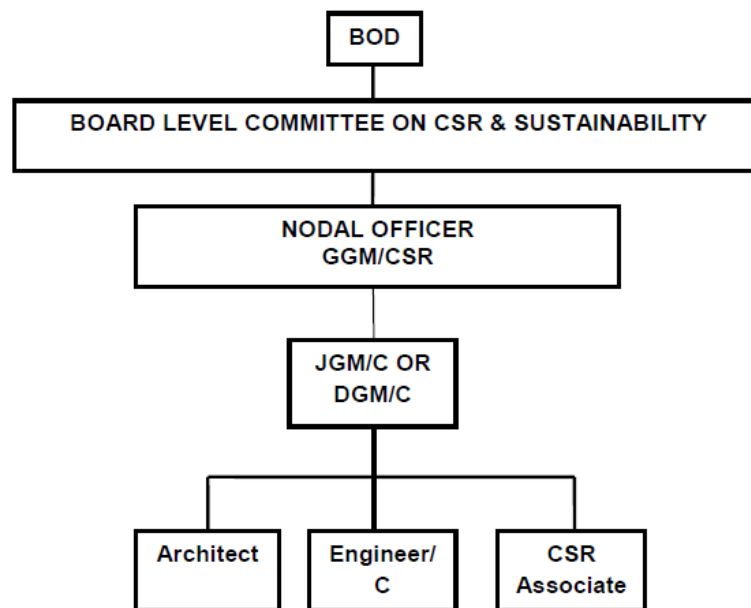 BOD
BOARD LEVEL COMMITTEE ON CSR & SUSTAINABILITY
NODAL OFFICER
GGM/CSR
JGM/C OR
DGM/C
Architect
Engineer/
C
CSR
Associate